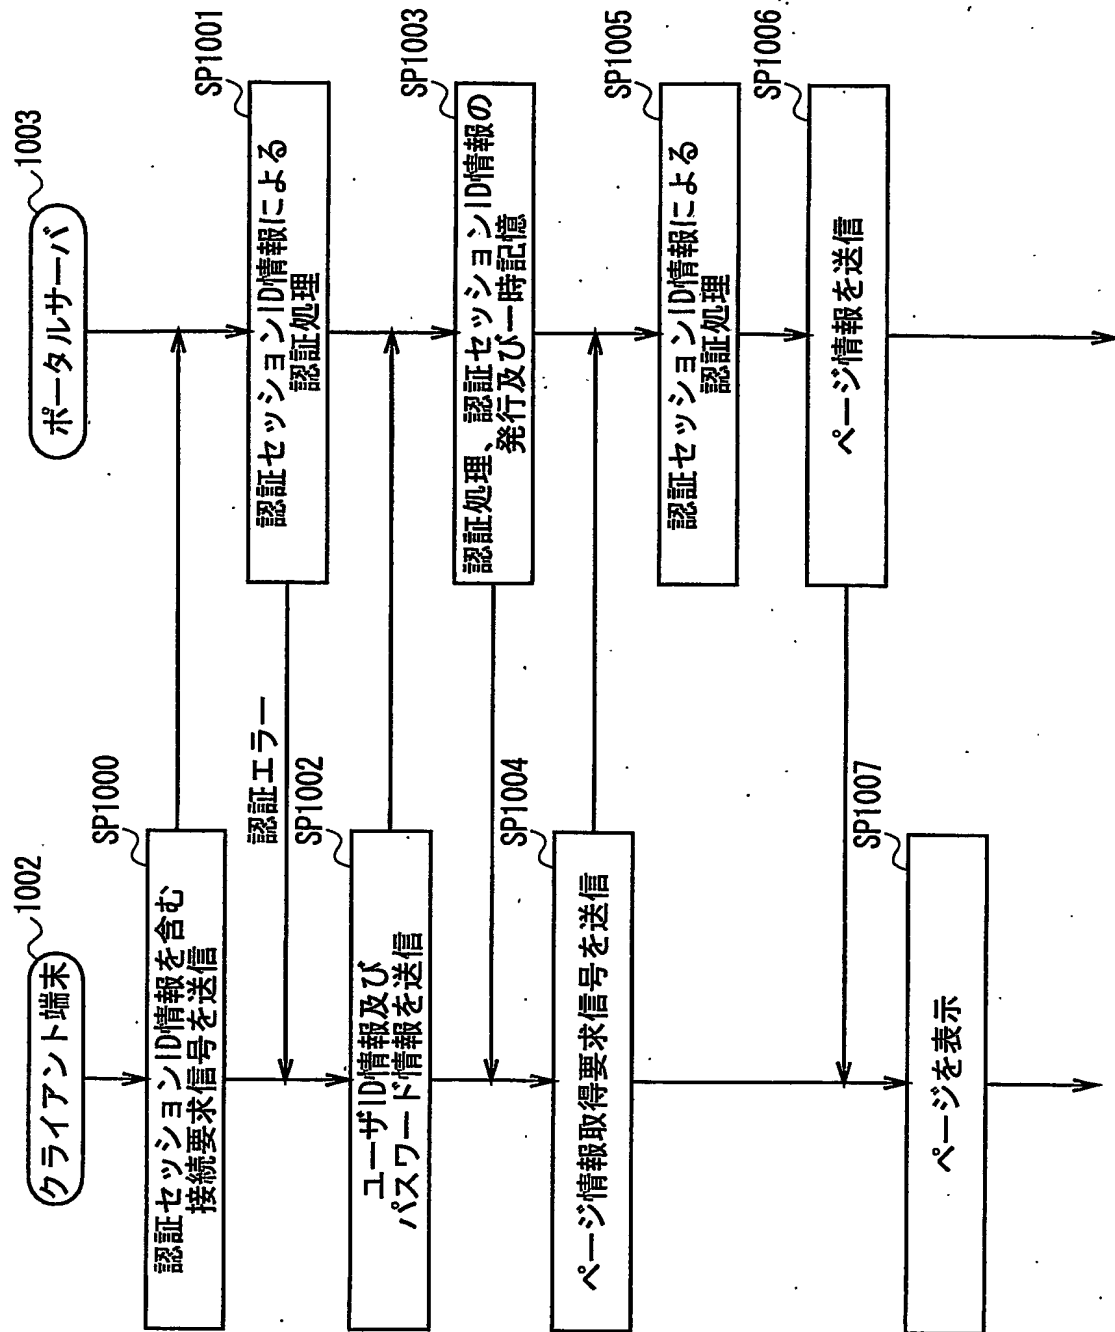 クライアント端末
1002
ポータルサーバ
1003
SP1000
認証セッションID情報を含む
接続要求信号を送信
SP1001
認証セッションID情報による
認証処理
認証エラー
SP1002
ユーザID情報及び
パスワード情報を送信
SP1003
認証処理、認証セッションID情報の
発行及び一時記憶
SP1004
ページ情報取得要求信号を送信
SP1005
認証セッションID情報による
認証処理
SP1006
ページ情報を送信
SP1007
ページを表示